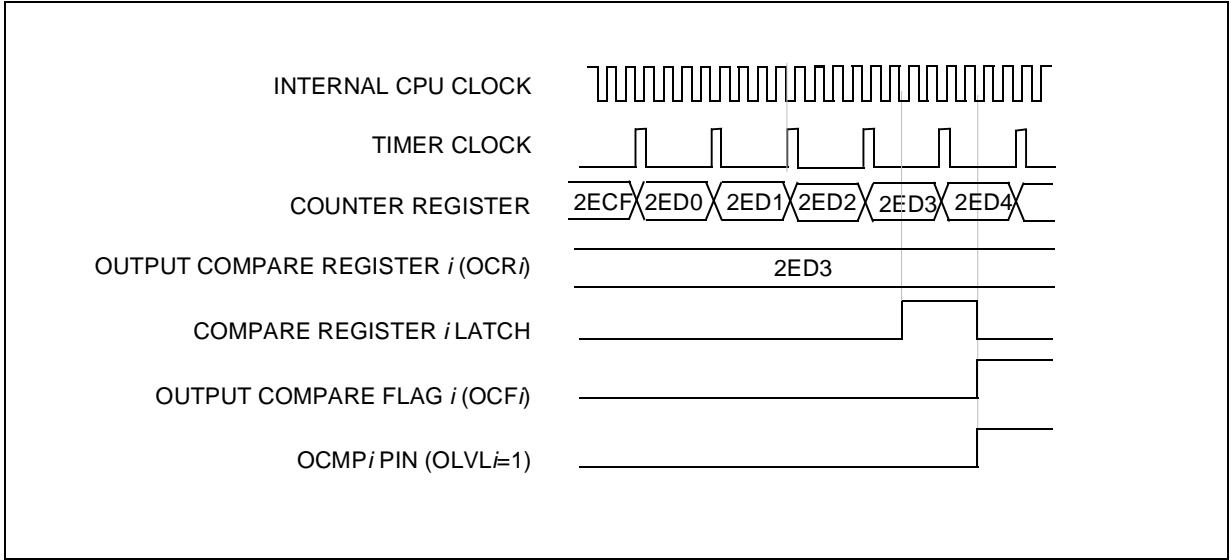 INTERNAL CPU CLOCK
TIMER CLOCK
COUNTER REGISTER 2ECF 2ED0 2ED1 2ED2 2ED3 2ED4
OUTPUT COMPARE REGISTER i (OCRi) 2ED3
COMPARE REGISTER i LATCH
OUTPUT COMPARE FLAG i (OCFi)
OCMPi PIN (OLVLi=1)